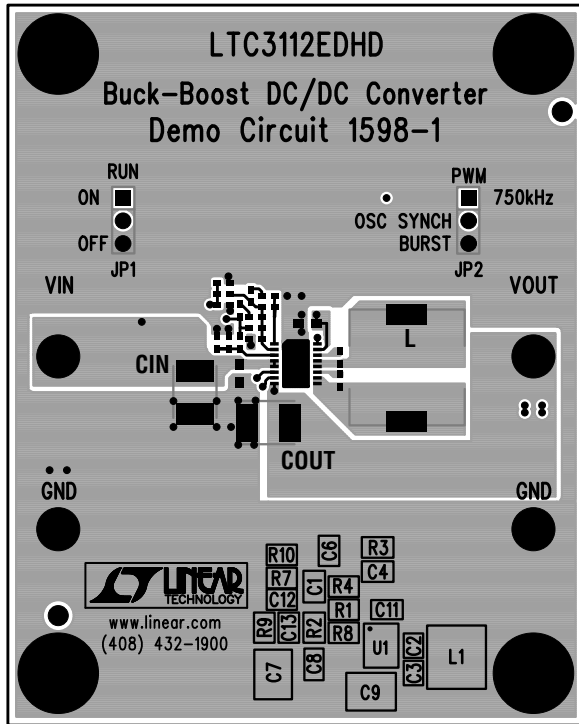 LTC3112EDHD
Buck-Boost DC/DC Converter
Demo Circuit 1598-1
RUN
ON
OFF
JP1
PWM
750kHz
OSC SYNCH
BURST
JP2
VIN
VOUT
L
CIN
COUT
GND
GND
R10
C6
R3
R7
C1
C4
R4
C12
R1
C11
R9
C13
R2
R8
U1
C2
C3
L1
C7
C8
C9
LT LINEAR
TECHNOLOGY
www.linear.com
(408) 432-1900